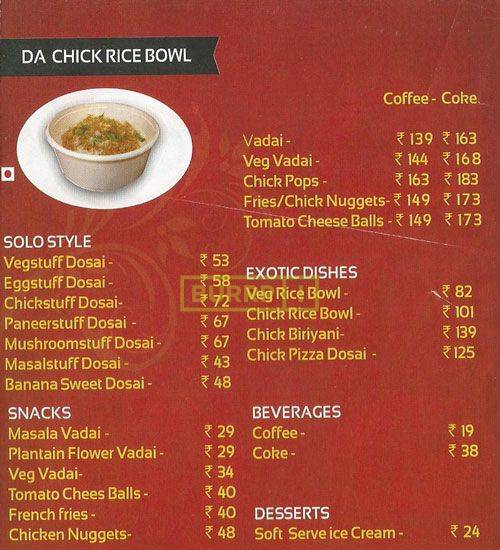 DA CHICK RICE BOWL
Coffee - Coke
Vadai - ₹ 139 ₹ 163
Veg Vadai - ₹ 144 ₹ 168
Chick Pops - ₹ 163 ₹ 183
Fries/Chick Nuggets- ₹ 149 ₹ 173
Tomato Cheese Balls - ₹ 149 ₹ 173
SOLO STYLE
Vegstuff Dosai - ₹ 53
Eggstuff Dosai - ₹ 58
Chickstuff Dosai- ₹ 72
Paneerstuff Dosai - ₹ 67
Mushroomstuff Dosai - ₹ 67
Masalstuff Dosai - ₹ 43
Banana Sweet Dosai - ₹ 48
EXOTIC DISHES
Veg Rice Bowl - ₹ 82
Chick Rice Bowl- ₹ 101
Chick Biriyani- ₹ 139
Chick Pizza Dosai - ₹125
SNACKS
Masala Vadai - ₹ 29
Plantain Flower Vadai - ₹ 29
Veg Vadai- ₹ 34
Tomato Chees Balls - ₹ 40
French fries - ₹ 40
Chicken Nuggets- ₹ 48
BEVERAGES
Coffee - ₹ 19
Coke - ₹ 38
DESSERTS
Soft Serve ice Cream - ₹ 24